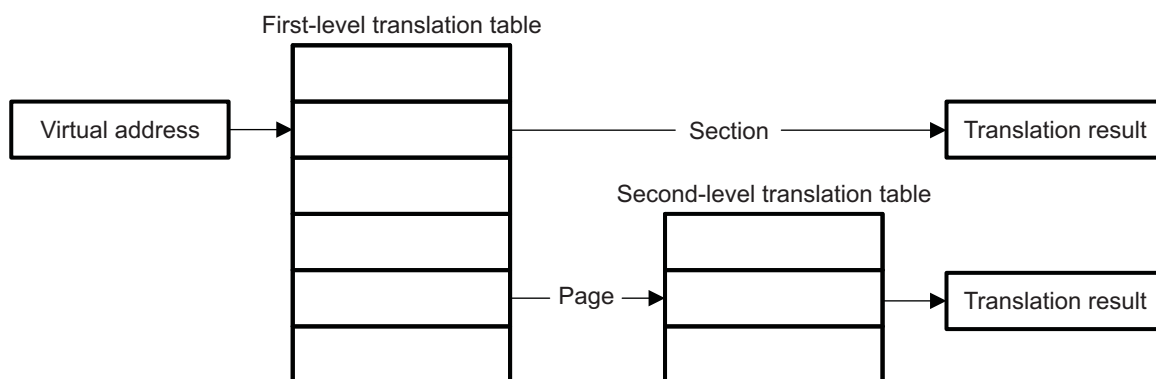 First-level translation table
Virtual address
Section
Translation result
Second-level translation table
Page
Translation result